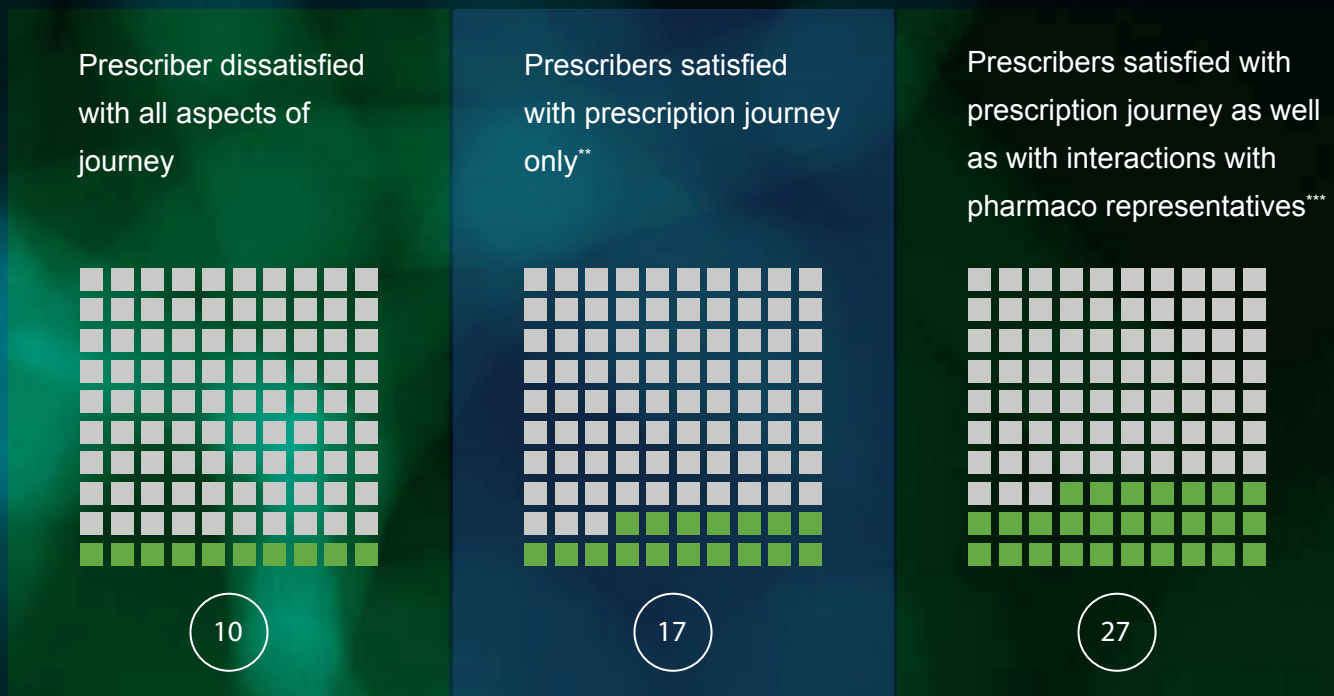 Prescriber dissatisfied
with all aspects of
journey
10
Prescribers satisfied
with prescription journey
only**
17
Prescribers satisfied with
prescription journey as well
as with interactions with
pharmaco representatives***
27